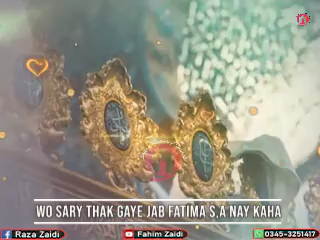 WO SARY THAK GAYE JAB FATIMA S,A NAY KAHA
Raza Zaidi
Fahim Zaidi
0345-3251417